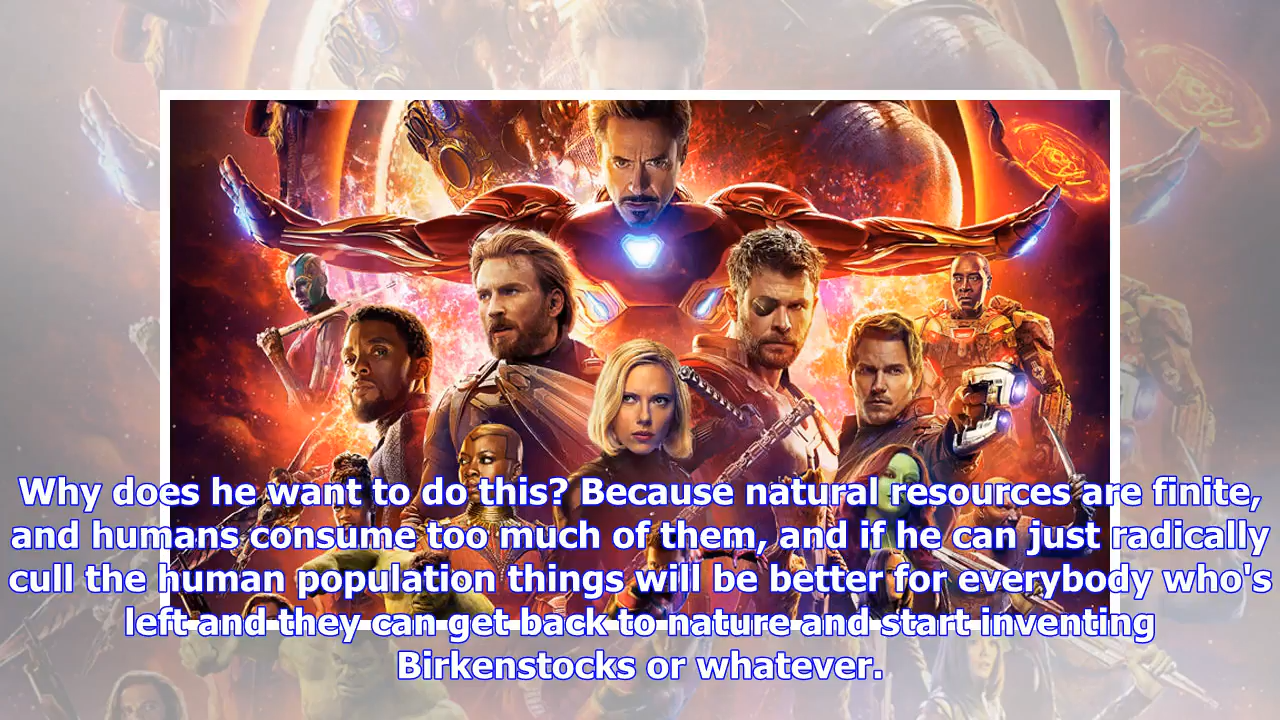 Why does he want to do this? Because natural resources are finite,
and humans consume too much of them, and if he can just radically
cull the human population things will be better for everybody who's
left and they can get back to nature and start inventing
Birkenstocks or whatever.